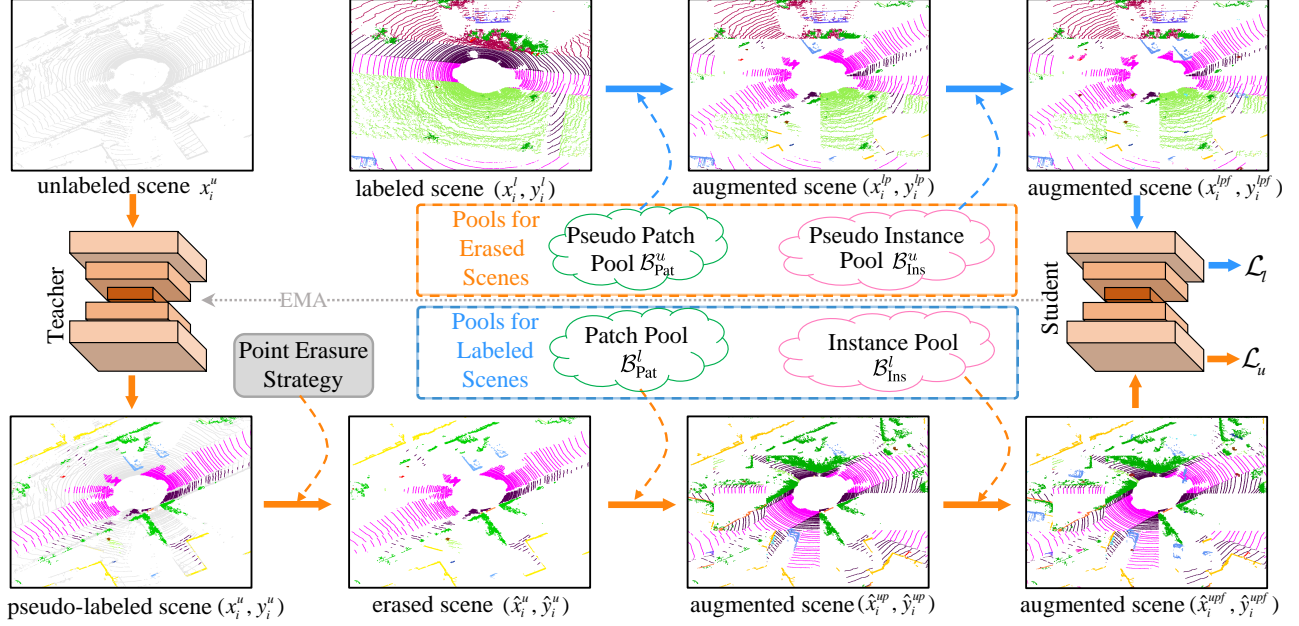 unlabeled scene $x_i^u$
labeled scene $(x_i^l, y_i^l)$
augmented scene $(x_i^{lp}, y_i^{lp})$
augmented scene $(x_i^{lpf}, y_i^{lpf})$
Pools for
Erased
Scenes
Pseudo Patch
Pool $\mathcal{B}_{\text{Pat}}^u$
Pseudo Instance
Pool $\mathcal{B}_{\text{Ins}}^u$
Teacher
EMA
Student
$\mathcal{L}_l$
Pools for
Labeled
Scenes
Patch Pool
$\mathcal{B}_{\text{Pat}}^l$
Instance Pool
$\mathcal{B}_{\text{Ins}}^l$
$\mathcal{L}_u$
Point Erasure
Strategy
pseudo-labeled scene $(x_i^u, y_i^u)$
erased scene $(\hat{x}_i^u, \hat{y}_i^u)$
augmented scene $(\hat{x}_i^{up}, \hat{y}_i^{up})$
augmented scene $(\hat{x}_i^{upf}, \hat{y}_i^{upf})$